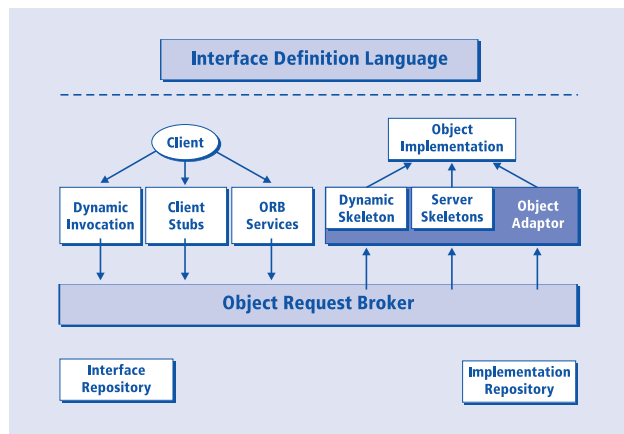 Interface Definition Language
Client
Object
Implementation
Dynamic
Invocation
Client
Stubs
ORB
Services
Dynamic
Skeleton
Server
Skeletons
Object
Adaptor
Object Request Broker
Interface
Repository
Implementation
Repository